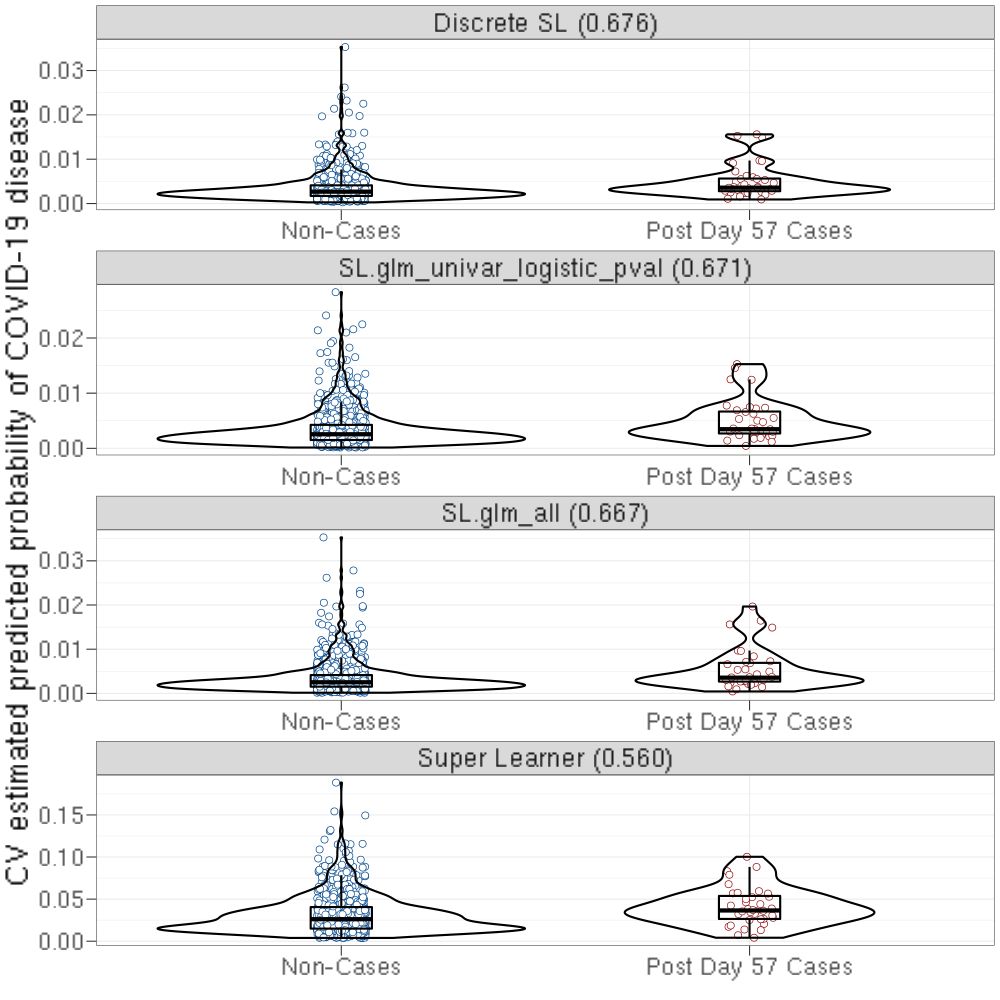 CV estimated predicted probability of COVID-19 disease
Discrete SL (0.676)
0.03
0.02
0.01
0.00
Non-Cases
Post Day 57 Cases
SL.glm_univar_logistic_pval (0.671)
0.02
0.01
0.00
Non-Cases
Post Day 57 Cases
SL.glm_all (0.667)
0.03
0.02
0.01
0.00
Non-Cases
Post Day 57 Cases
Super Learner (0.560)
0.15
0.10
0.05
0.00
Non-Cases
Post Day 57 Cases